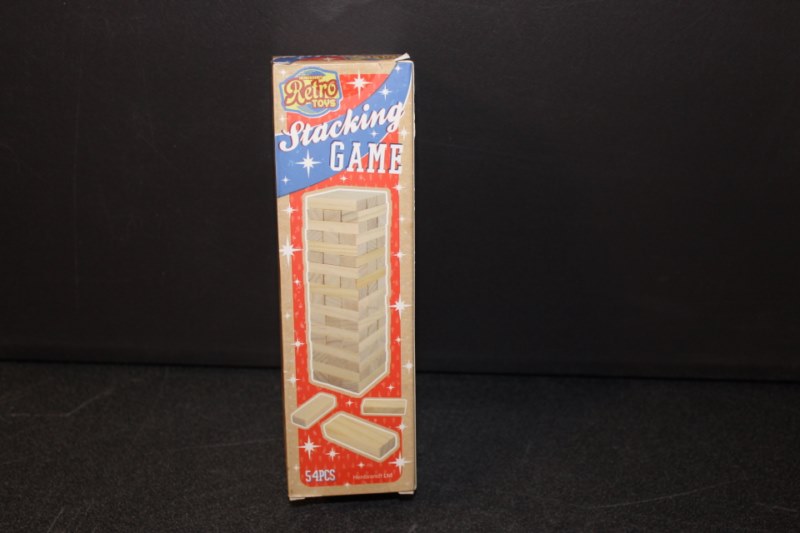 Retro
TOYS
Stacking
GAME
54PCS